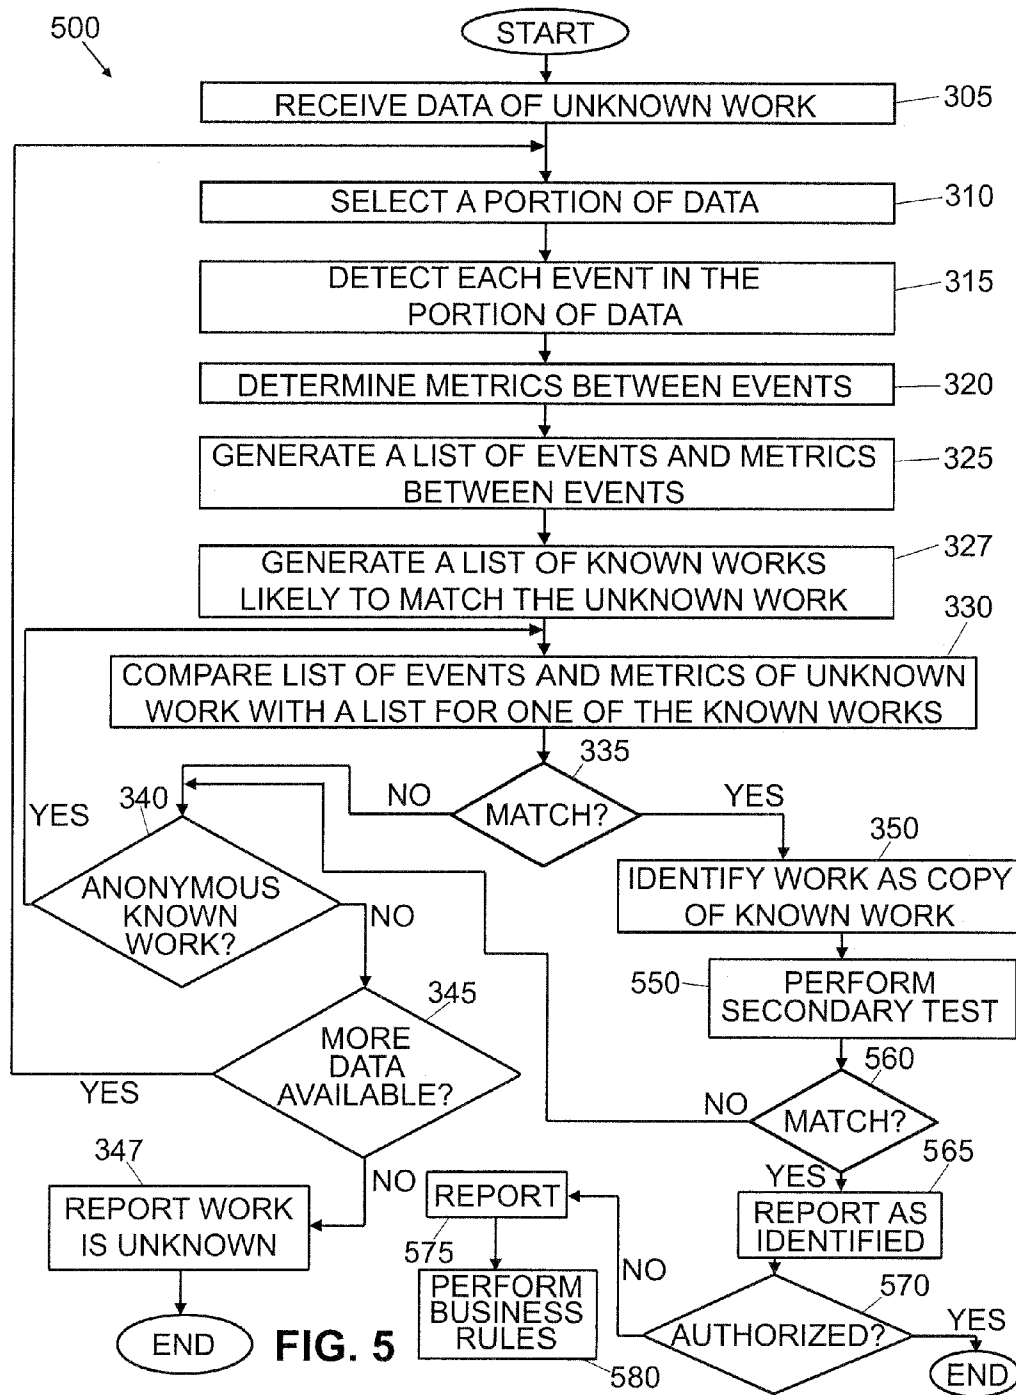 500
START
RECEIVE DATA OF UNKNOWN WORK
305
SELECT A PORTION OF DATA
310
DETECT EACH EVENT IN THE
PORTION OF DATA
315
DETERMINE METRICS BETWEEN EVENTS
320
GENERATE A LIST OF EVENTS AND METRICS
BETWEEN EVENTS
325
GENERATE A LIST OF KNOWN WORKS
LIKELY TO MATCH THE UNKNOWN WORK
327
330
COMPARE LIST OF EVENTS AND METRICS OF UNKNOWN
WORK WITH A LIST FOR ONE OF THE KNOWN WORKS
335
MATCH?
NO
YES
340
YES
ANONYMOUS
KNOWN
WORK?
NO
350
IDENTIFY WORK AS COPY
OF KNOWN WORK
550
PERFORM
SECONDARY TEST
345
MORE
DATA
AVAILABLE?
YES
NO
560
MATCH?
NO
YES
347
REPORT WORK
IS UNKNOWN
END
565
REPORT AS
IDENTIFIED
570
AUTHORIZED?
NO
YES
END
REPORT
575
PERFORM
BUSINESS
RULES
580
FIG. 5